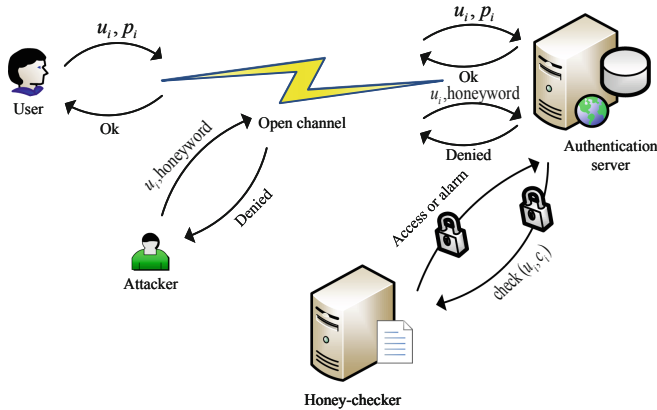 u_i, p_i
User
Ok
Open channel
u_i,honeyword
Denied
Attacker
u_i, p_i
Ok
u_i,honeyword
Denied
Authentication
server
Access or alarm
check (u_i, c_i)
Honey-checker